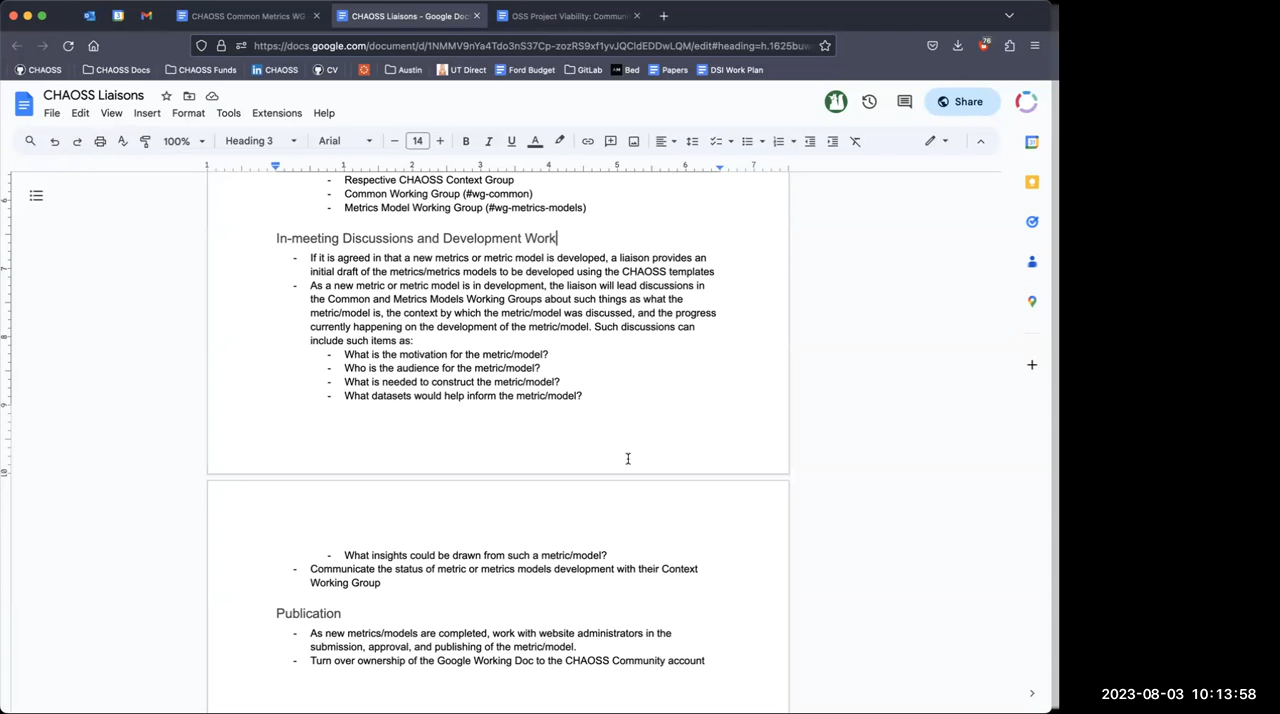 CHAOSS Common Metrics WG
CHAOSS Liaisons - Google Doc
OSS Project Viability: Commun
https://docs.google.com/document/d/1NMMV9nYa4Tdo3nS37Cp-zozRS9xf1yvJQCldEDDwLQM/edit#heading=h.1625buw
76
CHAOSS
CHAOSS Docs
CHAOSS Funds
CHAOSS
CV
Austin
UT Direct
Ford Budget
GitLab
Bed
Papers
DSI Work Plan
CHAOSS Liaisons
File Edit View Insert Format Tools Extensions Help
Share
100% Heading 3 Arial 14
1 1 2 3 4 5 6 7
- Respective CHAOSS Context Group
- Common Working Group (#wg-common)
- Metrics Model Working Group (#wg-metrics-models)
In-meeting Discussions and Development Work
- If it is agreed in that a new metrics or metric model is developed, a liaison provides an
initial draft of the metrics/metrics models to be developed using the CHAOSS templates
- As a new metric or metric model is in development, the liaison will lead discussions in
the Common and Metrics Models Working Groups about such things as what the
metric/model is, the context by which the metric/model was discussed, and the progress
currently happening on the development of the metric/model. Such discussions can
include such items as:
- What is the motivation for the metric/model?
- Who is the audience for the metric/model?
- What is needed to construct the metric/model?
- What datasets would help inform the metric/model?
- What insights could be drawn from such a metric/model?
- Communicate the status of metric or metrics models development with their Context
Working Group
Publication
- As new metrics/models are completed, work with website administrators in the
submission, approval, and publishing of the metric/model.
- Turn over ownership of the Google Working Doc to the CHAOSS Community account
2023-08-03 10:13:58